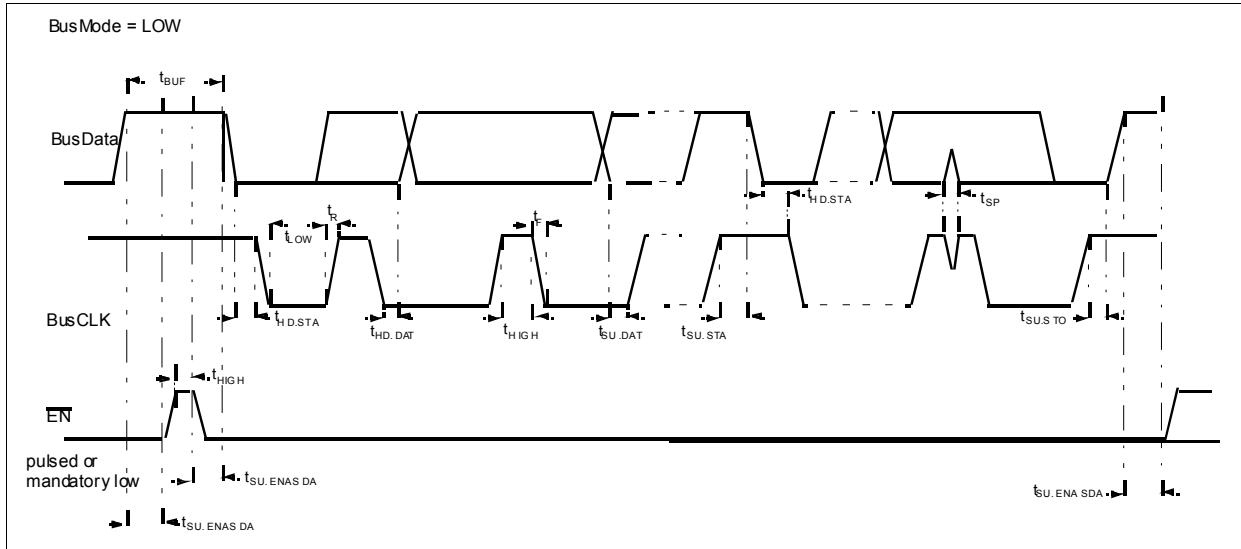 BusMode = LOW
tBUF
BusData
tHD.STA
tSP
tR
tF
tLOW
BusCLK
tHD.STA
tHD.DAT
tHIGH
tSU.DAT
tSU.STA
tSU.STO
tHIGH
EN
pulsed or
mandatory low
tSU.ENASDA
tSU.ENASDA
tSU.ENASDA